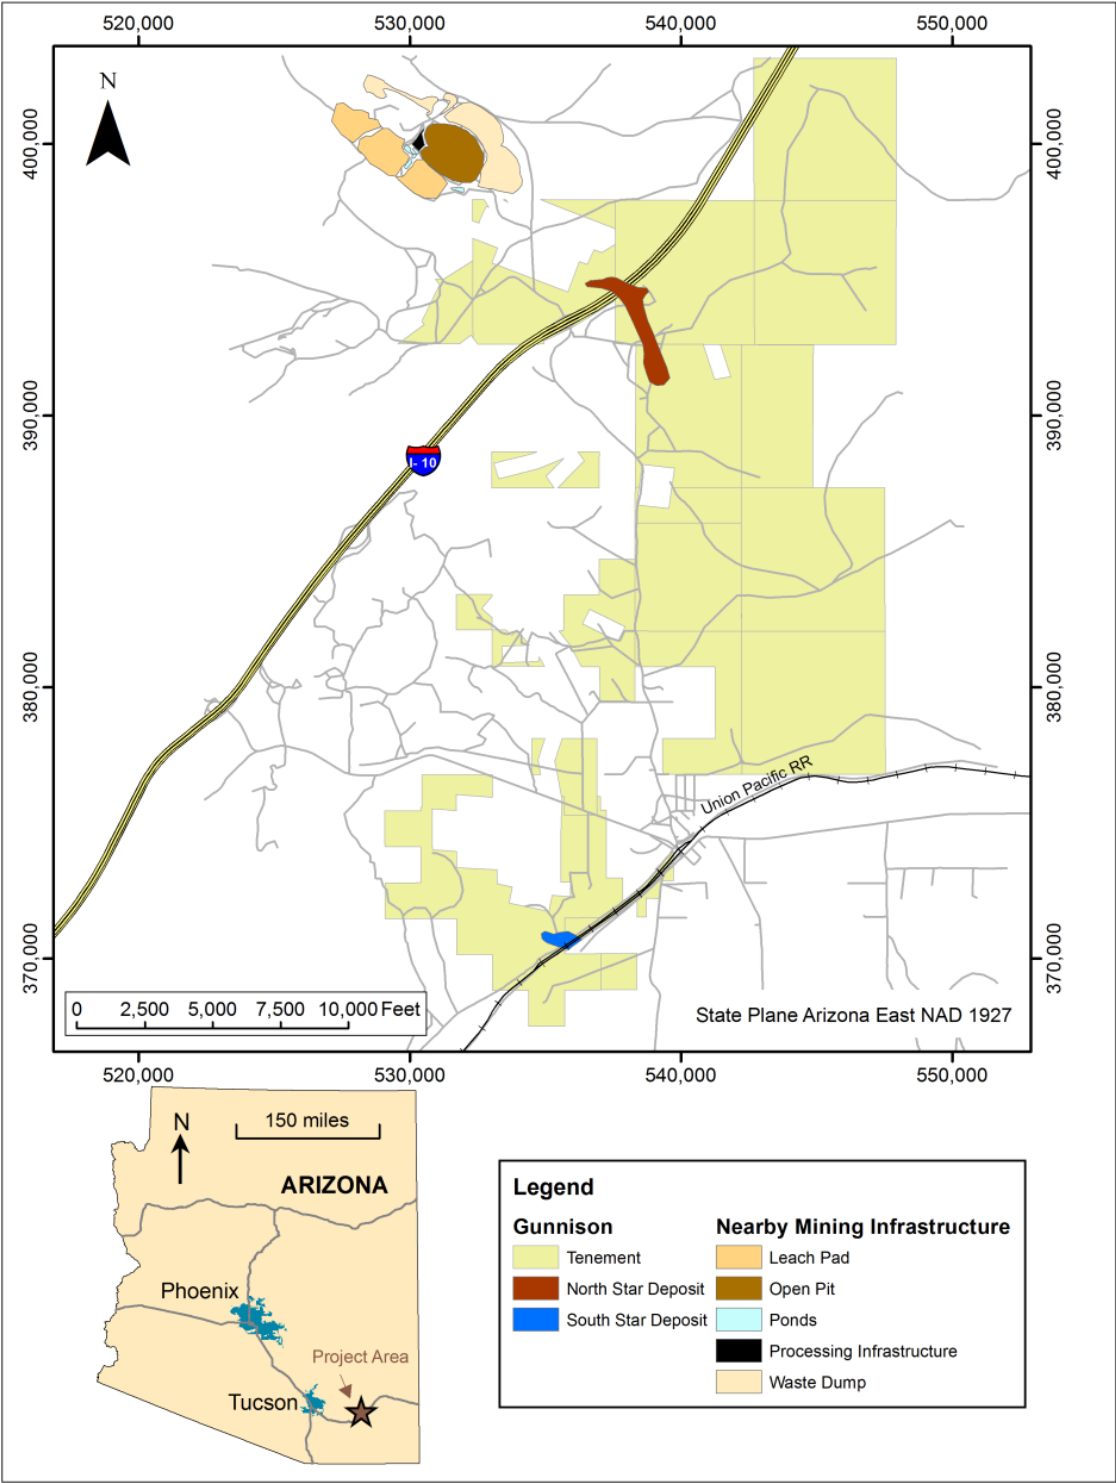 520,000 530,000 540,000 550,000
N
400,000 400,000
390,000 390,000
I-10
380,000 380,000
Union Pacific RR
370,000 370,000
0 2,500 5,000 7,500 10,000 Feet
State Plane Arizona East NAD 1927
520,000 530,000 540,000 550,000
N
150 miles
ARIZONA
Phoenix
Project Area
Tucson
Legend
Gunnison
Tenement
North Star Deposit
South Star Deposit
Nearby Mining Infrastructure
Leach Pad
Open Pit
Ponds
Processing Infrastructure
Waste Dump